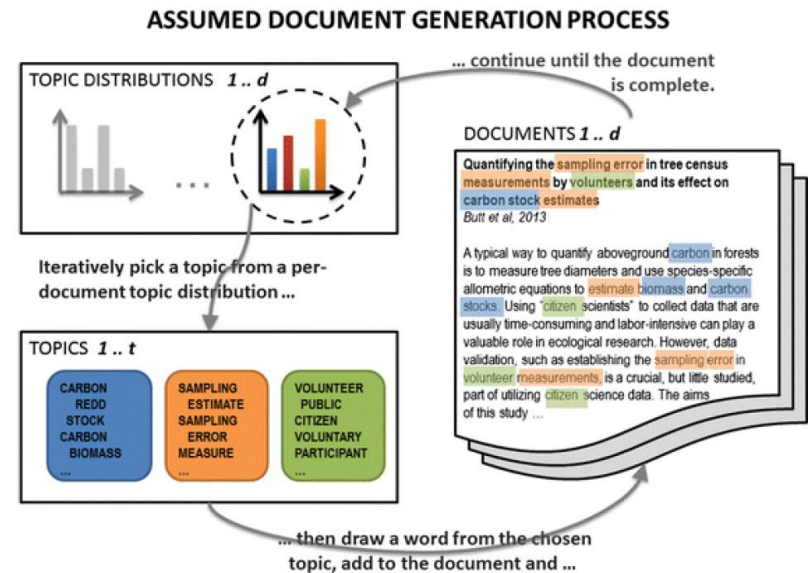 ASSUMED DOCUMENT GENERATION PROCESS
TOPIC DISTRIBUTIONS 1 .. d
...
... continue until the document
is complete.
Iteratively pick a topic from a per-
document topic distribution ...
TOPICS 1 .. t
CARBON
REDD
STOCK
CARBON
BIOMASS
...
SAMPLING
ESTIMATE
SAMPLING
ERROR
MEASURE
...
VOLUNTEER
PUBLIC
CITIZEN
VOLUNTARY
PARTICIPANT
...
... then draw a word from the chosen
topic, add to the document and ...
DOCUMENTS 1 .. d
Quantifying the sampling error in tree census
measurements by volunteers and its effect on
carbon stock estimates
Butt et al, 2013
A typical way to quantify aboveground carbon in forests
is to measure tree diameters and use species-specific
allometric equations to estimate biomass and carbon
stocks. Using "citizen scientists" to collect data that are
usually time-consuming and labor-intensive can play a
valuable role in ecological research. However, data
validation, such as establishing the sampling error in
volunteer measurements, is a crucial, but little studied,
part of utilizing citizen science data. The aims
of this study ...